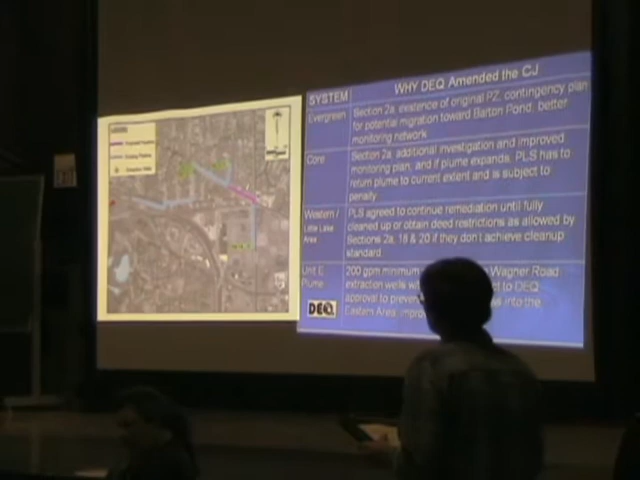 WHY DEQ Amended the CJ
SYSTEM
Evergreen
Section 2a, existence of original PZ, contingency plan
for potential migration toward Barton Pond, better
monitoring network
Core
Section 2a, additional investigation and improved
monitoring plan, and if plume expands, PLS has to
return plume to current extent and is subject to
penalty
Western /
Little Lake
Area
PLS agreed to continue remediation until fully
cleaned up or obtain deed restrictions as allowed by
Sections 2a, 18 & 20 if they don't achieve cleanup
standard
Unit E
Plume
200 gpm minimum Wagner Road
extraction wells to DEQ
approval to into the
Eastern Area,
DEQ